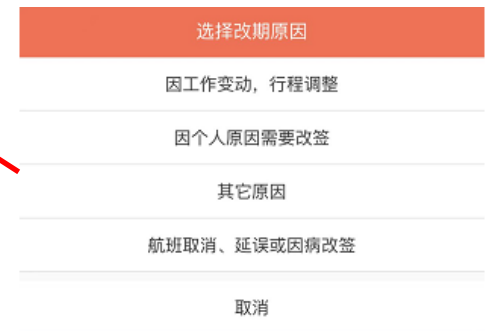 选择改期原因
因工作变动，行程调整
因个人原因需要改签
其它原因
航班取消、延误或因病改签
取消